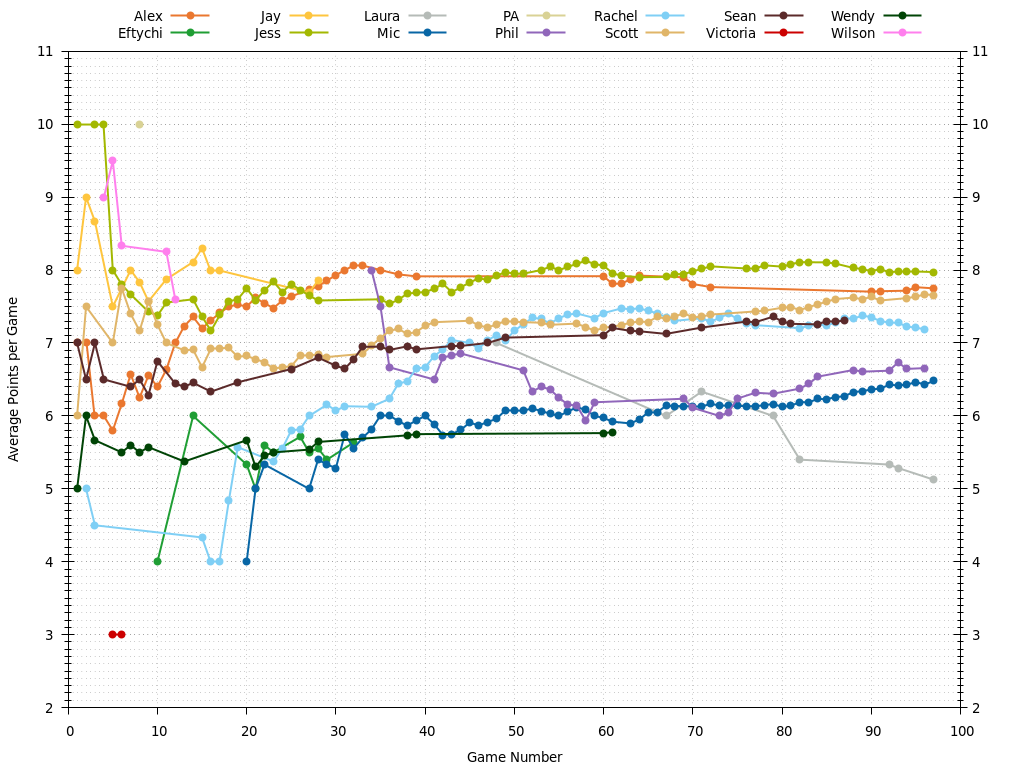 Alex Jay Laura PA Rachel Sean Wendy
Eftychi Jess Mic Phil Scott Victoria Wilson
11 11
10 10
9 9
8 8
7 7
6 6
5 5
4 4
3 3
2 2
Average Points per Game
0 10 20 30 40 50 60 70 80 90 100
Game Number